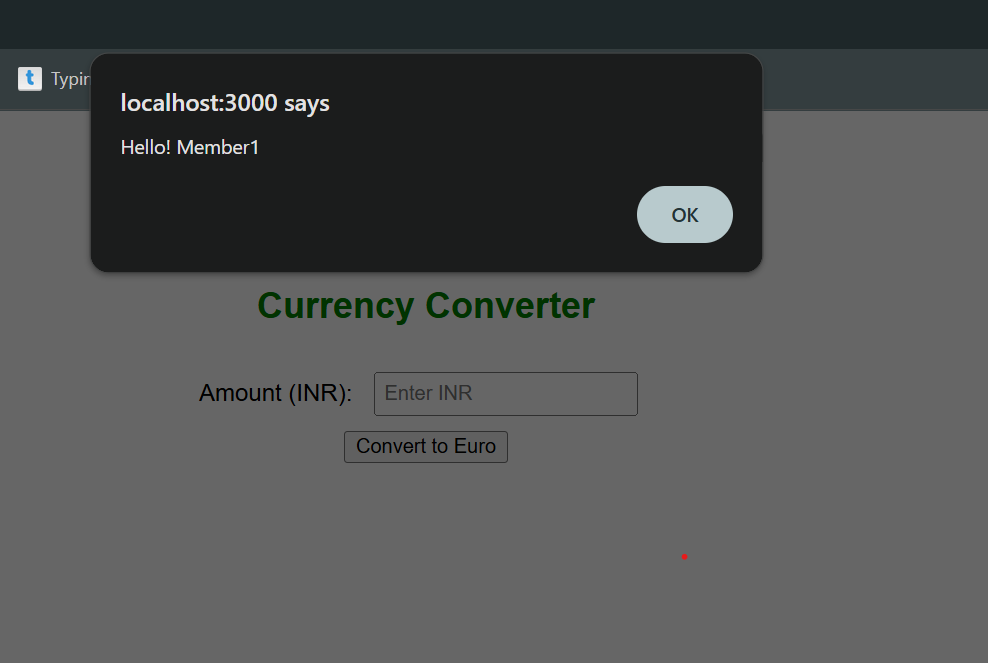 t Typin
localhost:3000 says
Hello! Member1
OK
Currency Converter
Amount (INR): Enter INR
Convert to Euro